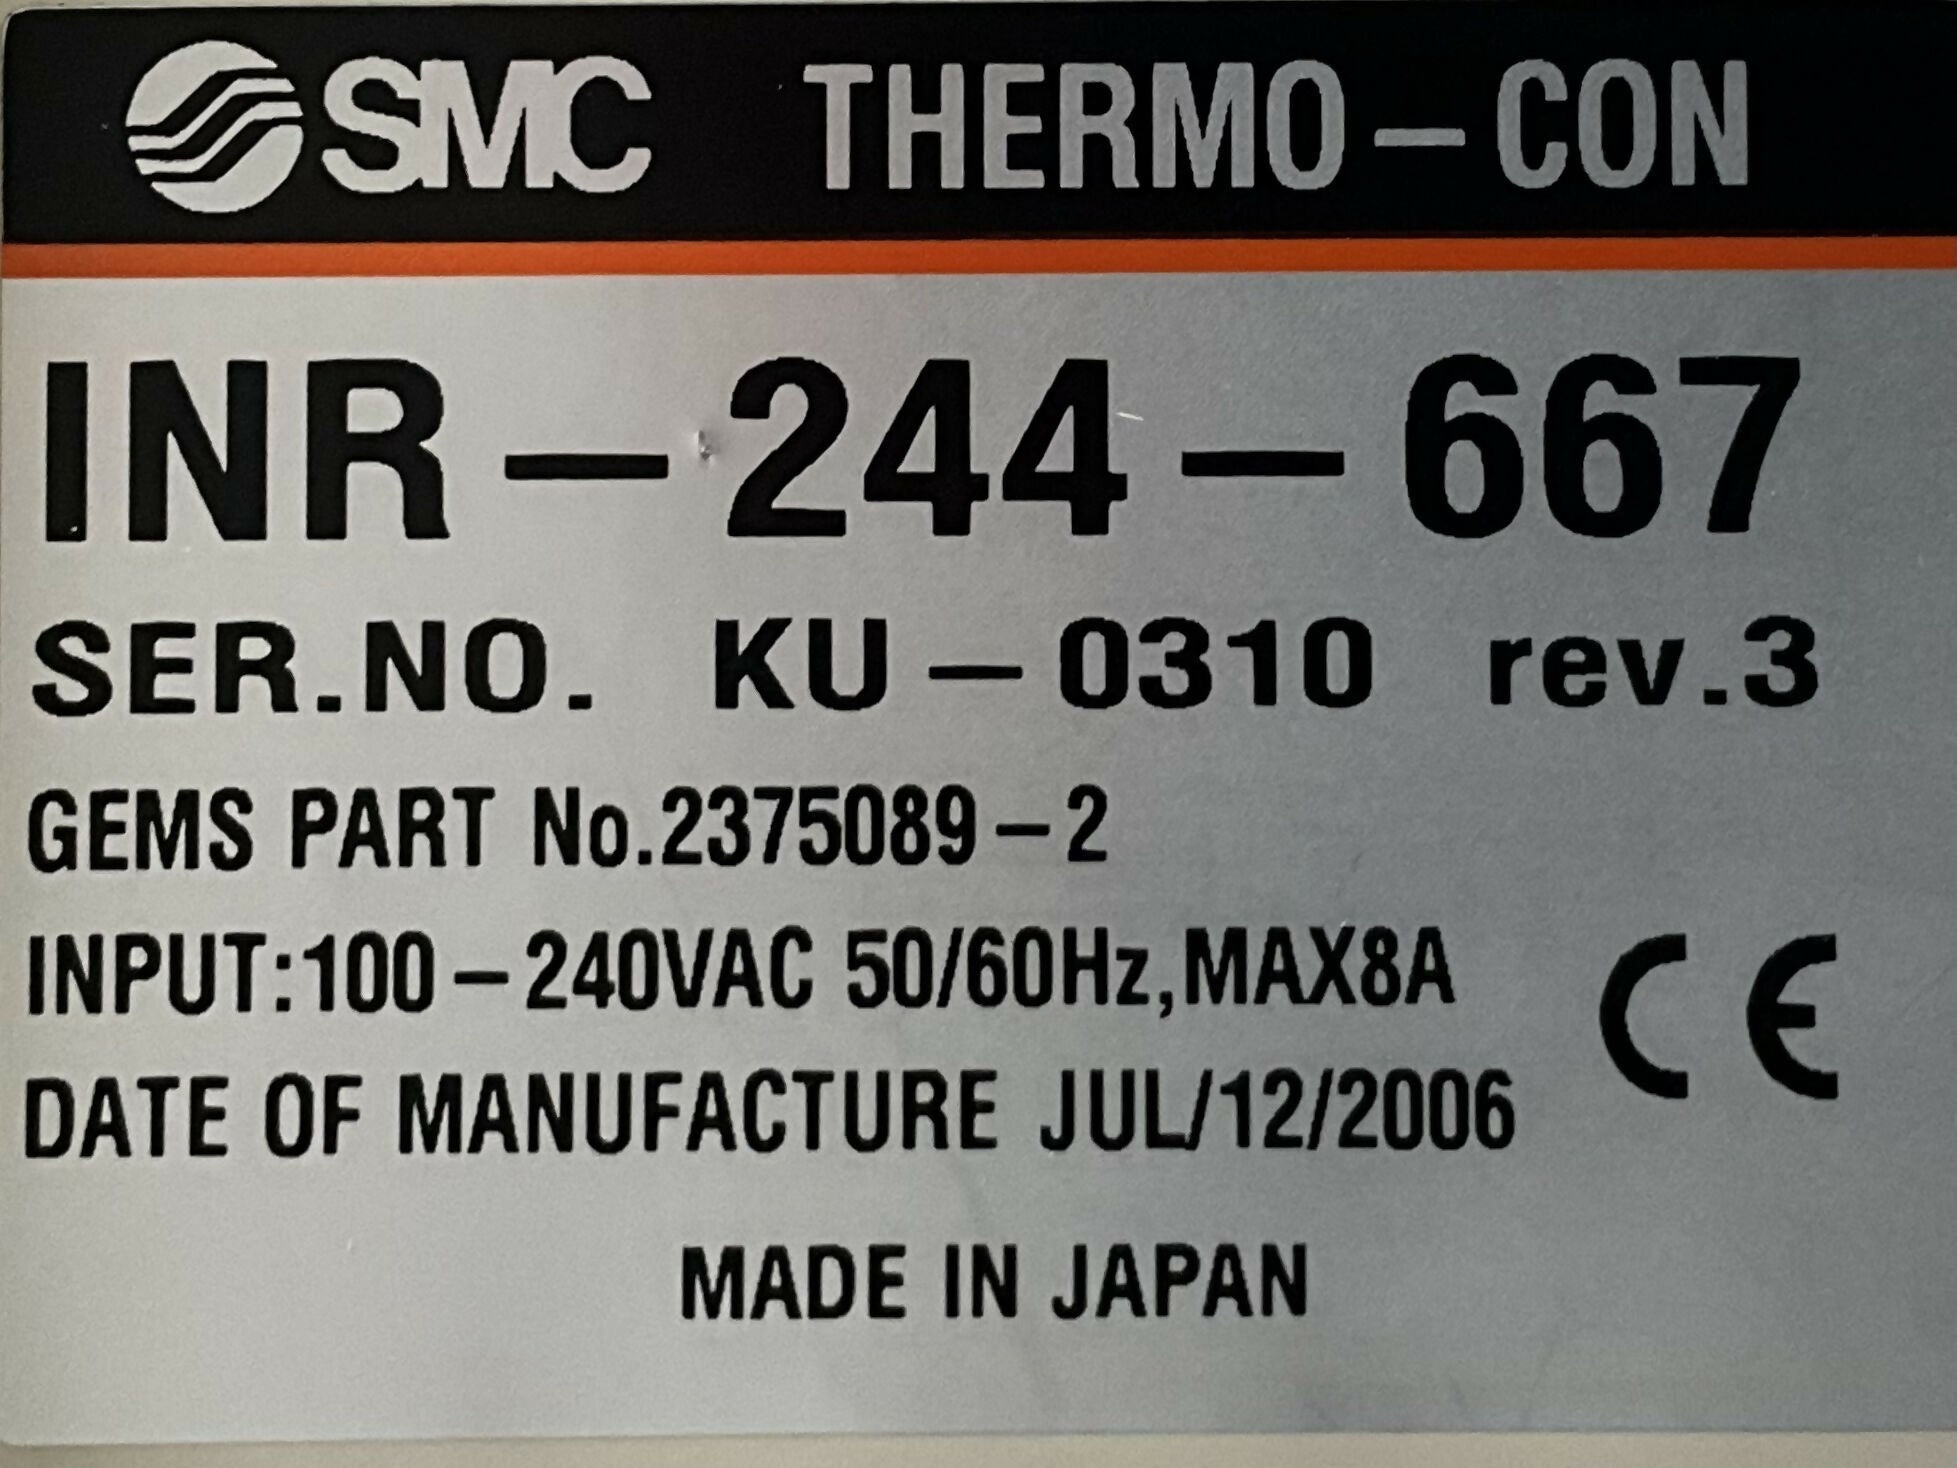 SMC THERMO-CON
INR-244-667
SER.NO. KU-0310 rev.3
GEMS PART No.2375089-2
INPUT:100-240VAC 50/60Hz,MAX8A
CE
DATE OF MANUFACTURE JUL/12/2006
MADE IN JAPAN